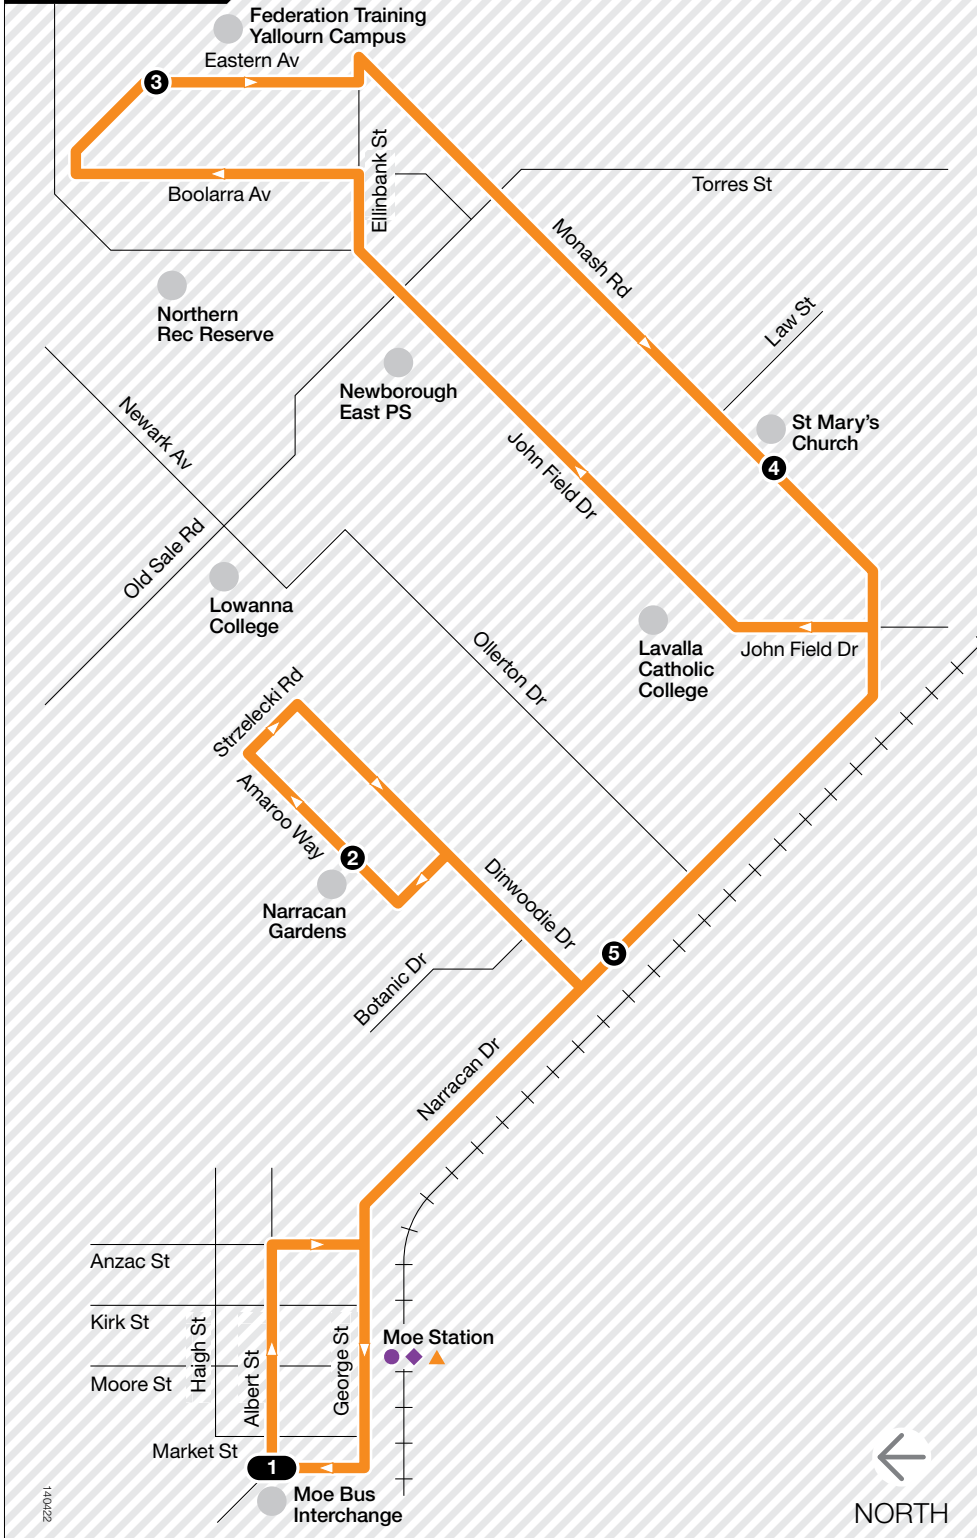 Federation Training
Yallourn Campus
Eastern Av
3
Ellinbank St
Boolarra Av
Torres St
Monash Rd
Northern
Rec Reserve
Law St
Newborough
East PS
Newark Av
St Mary's
Church
John Field Dr
4
Old Sale Rd
Lowanna
College
Lavalla
Catholic
College
John Field Dr
Ollerton Dr
Strzelecki Rd
Amaroo Way
2
Narracan
Gardens
Dinwoodie Dr
5
Botanic Dr
Narracan Dr
Anzac St
Kirk St
Haigh St
Albert St
George St
Moe Station
Moore St
Market St
1
Moe Bus
Interchange
140422
NORTH